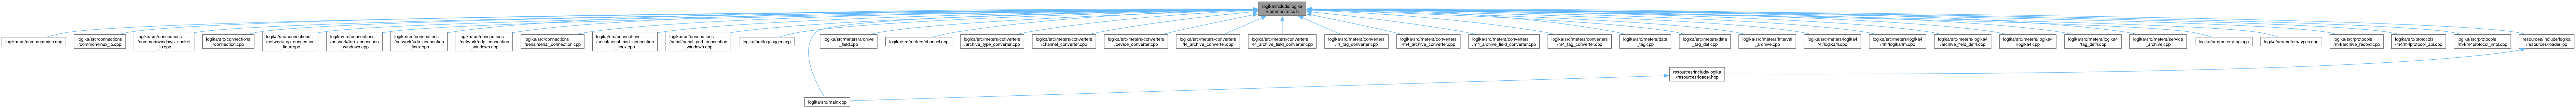 logika/include/logika
/common/misc.h
logika/src/common/misc.cpp
logika/src/connections
/common/linux_io.cpp
logika/src/connections
/common/windows_socket
_io.cpp
logika/src/connections
/connection.cpp
logika/src/connections
/network/tcp_connection
_linux.cpp
logika/src/connections
/network/tcp_connection
_windows.cpp
logika/src/connections
/network/udp_connection
_linux.cpp
logika/src/connections
/network/udp_connection
_windows.cpp
logika/src/connections
/serial/serial_connection.cpp
logika/src/connections
/serial/serial_port_connection
_linux.cpp
logika/src/connections
/serial/serial_port_connection
_windows.cpp
logika/src/log/logger.cpp
logika/src/meters/archive
_field.cpp
logika/src/meters/channel.cpp
logika/src/meters/converters
/archive_type_converter.cpp
logika/src/meters/converters
/channel_converter.cpp
logika/src/meters/converters
/device_converter.cpp
logika/src/meters/converters
/l4_archive_converter.cpp
logika/src/meters/converters
/l4_archive_field_converter.cpp
logika/src/meters/converters
/l4_tag_converter.cpp
logika/src/meters/converters
/m4_archive_converter.cpp
logika/src/meters/converters
/m4_archive_field_converter.cpp
logika/src/meters/converters
/m4_tag_converter.cpp
logika/src/meters/data
_tag.cpp
logika/src/meters/data
_tag_def.cpp
logika/src/meters/interval
_archive.cpp
logika/src/meters/logika4
/4l/logika4l.cpp
logika/src/meters/logika4
/4m/logika4m.cpp
logika/src/meters/logika4
/archive_field_def4.cpp
logika/src/meters/logika4
/logika4.cpp
logika/src/meters/logika4
/tag_def4.cpp
logika/src/meters/service
_archive.cpp
logika/src/meters/tag.cpp
logika/src/meters/types.cpp
logika/src/protocols
/m4/archive_record.cpp
logika/src/protocols
/m4/m4protocol_api.cpp
logika/src/protocols
/m4/m4protocol_impl.cpp
resources/include/logika
/resources/loader.ipp
resources/include/logika
/resources/loader.hpp
logika/src/main.cpp